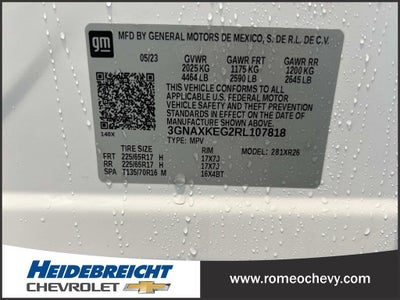 gm
MFD BY GENERAL MOTORS DE MEXICO, S. DE R.L. DE C.V.
05/23 GVWR GAWR FRT GAWR RR
2025 KG 1175 KG 1200 KG
4464 LB 2590 LB 2645 LB
THIS VEHICLE CONFORMS TO ALL APPLICABLE
U.S. FEDERAL MOTOR VEHICLE SAFETY, BUMPER,
AND THEFT PREVENTION STANDARDS IN EFFECT
ON THE DATE OF MANUFACTURE SHOWN ABOVE.
3GNAXKEG2RL107818
140X TYPE: MPV
TIRE SIZE RIM 281XR26
FRT 225/65R17 H 17X7J
RR 225/65R17 H 17X7J
SPA T135/70R16 M 16X4BT
HEIDEBREICHT
CHEVROLET
www.romeochevy.com